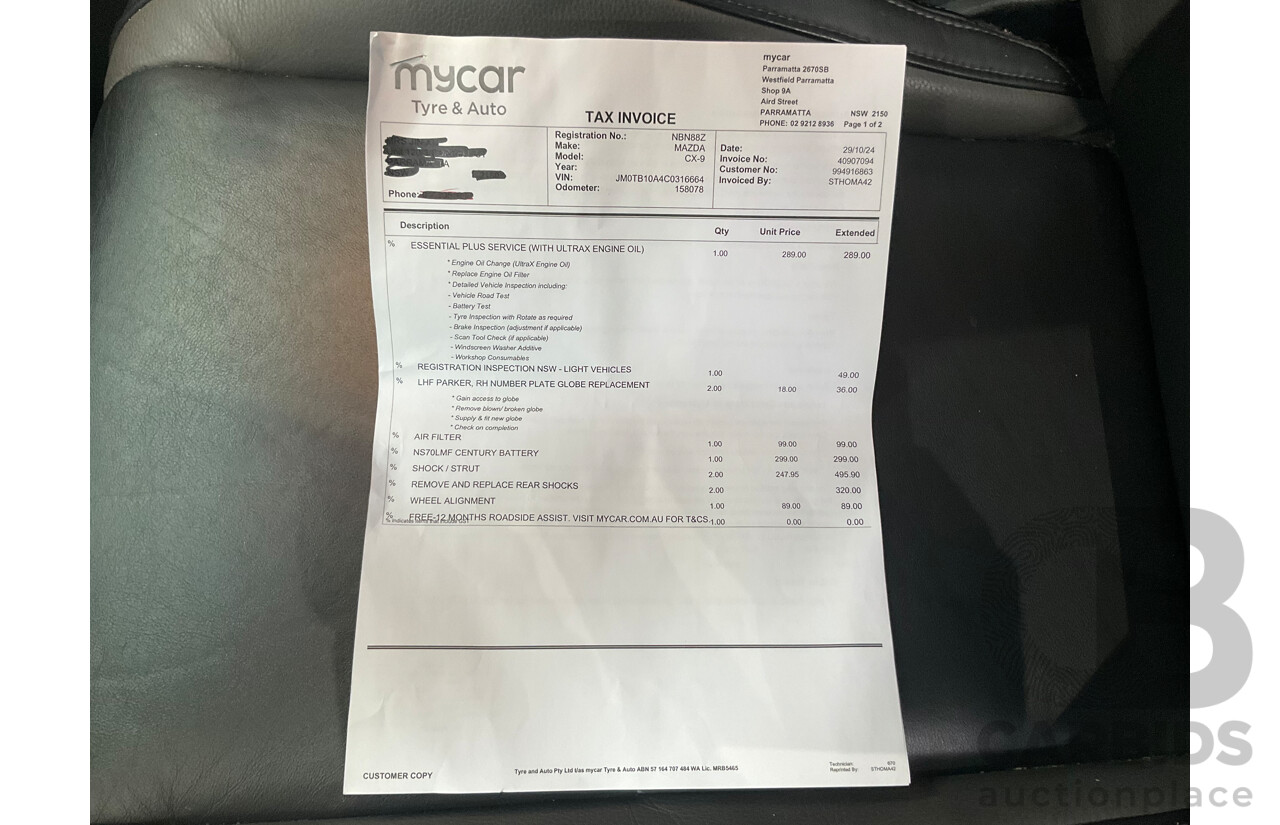 mycar
Tyre & Auto
TAX INVOICE
mycar
Parramatta 2670SB
Westfield Parramatta
Shop 9A
Aird Street
PARRAMATTA NSW 2150
PHONE: 02 9212 8936 Page 1 of 2
A
Phone:
Registration No.: NBN88Z
Make: MAZDA
Model: CX-9
Year:
VIN: JM0TB10A4C0316664
Odometer: 158078
Date: 29/10/24
Invoice No: 40907094
Customer No: 994916863
Invoiced By: STHOMA42
Description Qty Unit Price Extended
% ESSENTIAL PLUS SERVICE (WITH ULTRAX ENGINE OIL) 1.00 289.00 289.00
* Engine Oil Change (UltraX Engine Oil)
* Replace Engine Oil Filter
* Detailed Vehicle Inspection including:
- Vehicle Road Test
- Battery Test
- Tyre Inspection with Rotate as required
- Brake Inspection (adjustment if applicable)
- Scan Tool Check (if applicable)
- Windscreen Washer Additive
- Workshop Consumables
% REGISTRATION INSPECTION NSW - LIGHT VEHICLES 1.00 49.00
% LHF PARKER, RH NUMBER PLATE GLOBE REPLACEMENT 2.00 18.00 36.00
* Gain access to globe
* Remove blown/ broken globe
* Supply & fit new globe
* Check on completion
% AIR FILTER 1.00 99.00 99.00
% NS70LMF CENTURY BATTERY 1.00 299.00 299.00
% SHOCK / STRUT 2.00 247.95 495.90
% REMOVE AND REPLACE REAR SHOCKS 2.00 320.00
% WHEEL ALIGNMENT 1.00 89.00 89.00
% FREE-12 MONTHS ROADSIDE ASSIST. VISIT MYCAR.COM.AU FOR T&CS. 1.00 0.00 0.00
% Indicates items that include
CUSTOMER COPY
Tyre and Auto Pty Ltd t/as mycar Tyre & Auto ABN 57 164 707 484 WA Lic. MRB5465
Technician: 670
Reprinted By: STHOMA42
CARBIDS
auctionplace